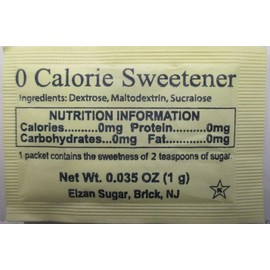 0 Calorie Sweetener
Ingredients: Dextrose, Maltodextrin, Sucralose
NUTRITION INFORMATION
Calories..........0mg Protein...........0mg
Carbohydrates...0mg Fat..............0mg
1 packet contains the sweetness of 2 teaspoons of sugar.
Net Wt. 0.035 OZ (1 g)
Elzan Sugar, Brick, NJ
K